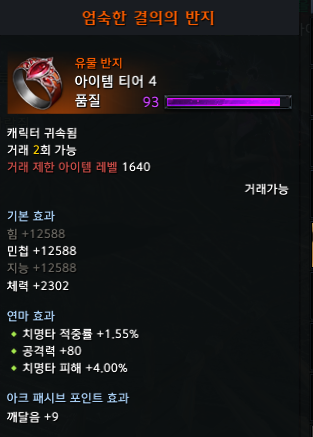 엄숙한 결의의 반지
유물 반지
아이템 티어 4
품질 93
캐릭터 귀속됨
거래 2회 가능
거래 제한 아이템 레벨 1640
거래가능
기본 효과
힘 +12588
민첩 +12588
지능 +12588
체력 +2302
연마 효과
치명타 적중률 +1.55%
공격력 +80
치명타 피해 +4.00%
아크 패시브 포인트 효과
깨달음 +9